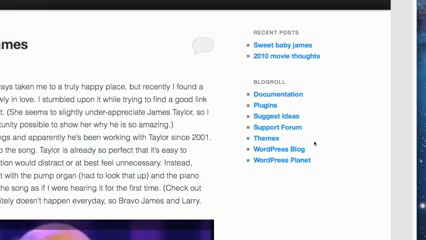 ames
RECENT POSTS
Sweet baby james
2010 movie thoughts
BLOGROLL
Documentation
Plugins
Suggest Ideas
Support Forum
Themes
WordPress Blog
WordPress Planet
ways taken me to a truly happy place, but recently I found a
wly in love. I stumbled upon it while trying to find a good link
t. (She seems to slightly under-appreciate James Taylor, so I
tunity possible to show her why he is so amazing.)
ngs and apparently he's been working with Taylor since 2001.
o the song. Taylor is already so perfect that it's easy to
ation would distract or at best feel unnecessary. Instead,
t with the pump organ (had to look that up) and the piano
the song as if I were hearing it for the first time. (Check out
itely doesn't happen everyday, so Bravo James and Larry.